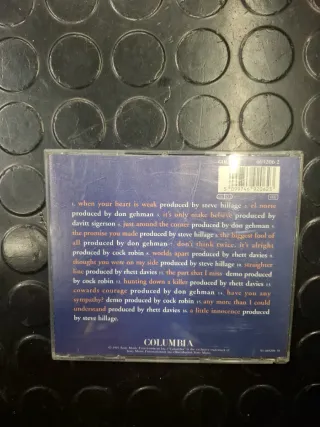 1. when your heart is weak produced by steve hillage 2. el norte
produced by don gehman 3. it's only make believe produced by
davitt sigerson 4. just around the corner produced by don gehman 5.
the promise you made produced by steve hillage 6. the biggest fool of
all produced by don gehman 7. don't think twice, it's alright
produced by cock robin 8. worlds apart produced by rhett davies 9.
thought you were on my side produced by steve hillage 10. straighter
line produced by rhett davies 11. the part that I miss demo produced
by cock robin 12. hunting down a killer produced by rhett davies 13.
cowards courage produced by don gehman 14. have you any
sympathy? demo produced by cock robin 15. any more than I could
understand produced by rhett davies 16. a little innocence produced
by steve hillage.
COLUMBIA